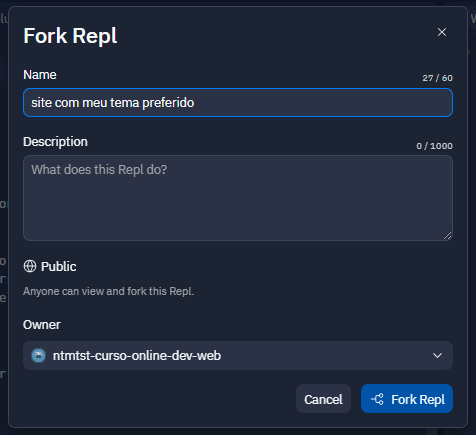 Fork Repl
Name
27 / 60
site com meu tema preferido
Description
0 / 1000
What does this Repl do?
Public
Anyone can view and fork this Repl.
Owner
ntmtst-curso-online-dev-web
Cancel
Fork Repl